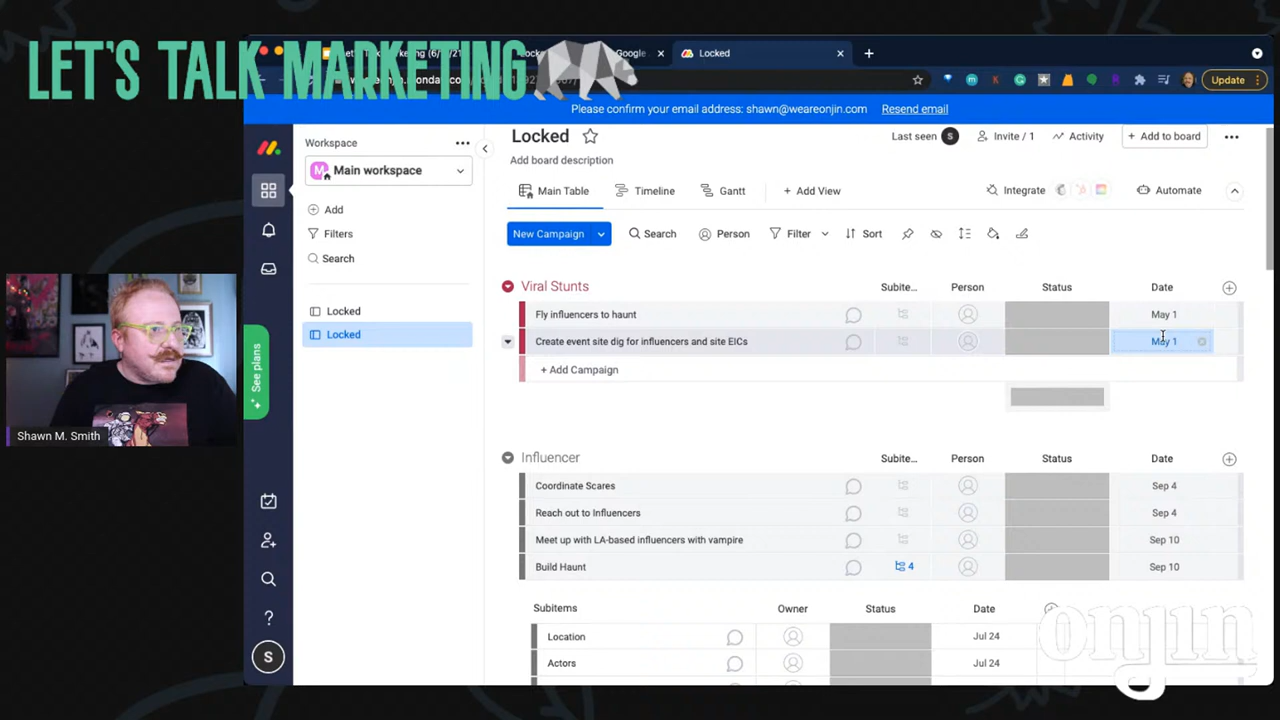 LET'S TALK MARKETING
Google
Locked
Update
Please confirm your email address: shawn@weareonjin.com Resend email
Workspace
M Main workspace
Add
Filters
Search
Locked
Locked
See plans
?
S
Locked
Add board description
Last seen S Invite / 1 Activity + Add to board
Main Table Timeline Gantt + Add View Integrate Automate
New Campaign Search Person Filter Sort
Viral Stunts Subite... Person Status Date
Fly influencers to haunt May 1
Create event site dig for influencers and site EICs May 1
+ Add Campaign
Influencer Subite... Person Status Date
Coordinate Scares Sep 4
Reach out to Influencers Sep 4
Meet up with LA-based influencers with vampire Sep 10
Build Haunt 4 Sep 10
Subitems Owner Status Date
Location Jul 24
Actors Jul 24
Shawn M. Smith
onjin